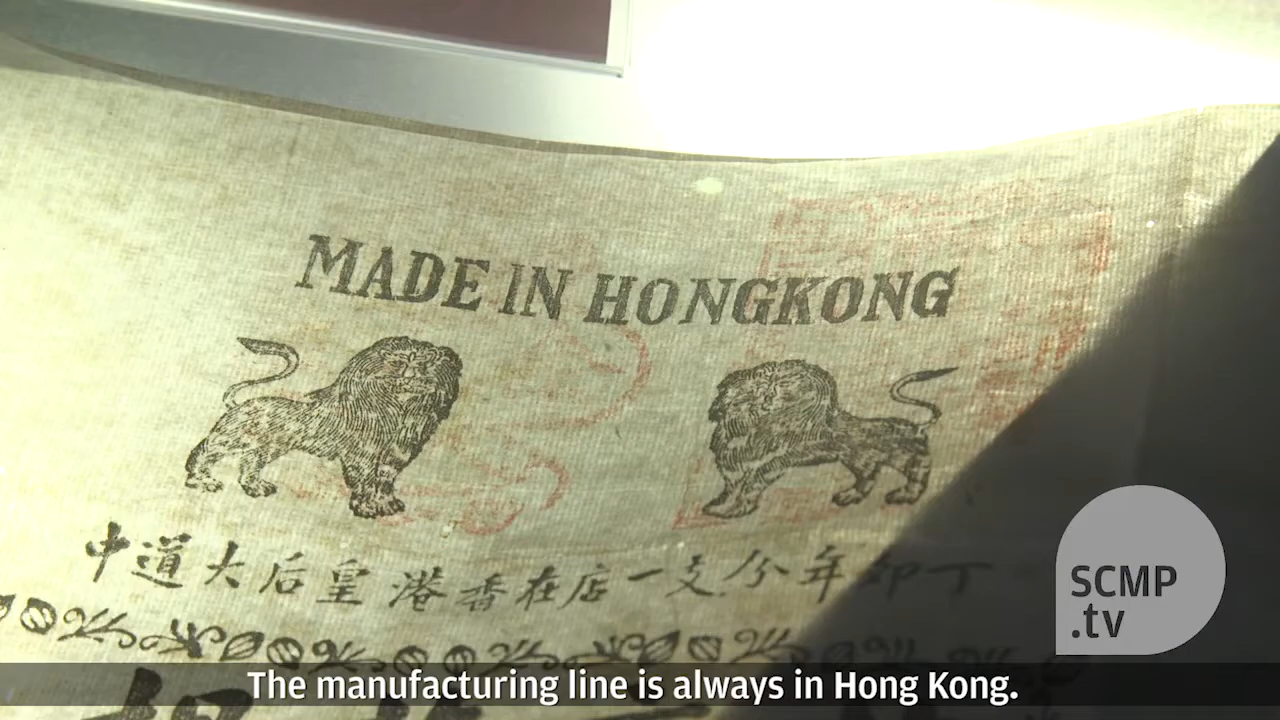 MADE IN HONGKONG
丁卯年分支一店在香港皇后大道中
SCMP
.tv
The manufacturing line is always in Hong Kong.